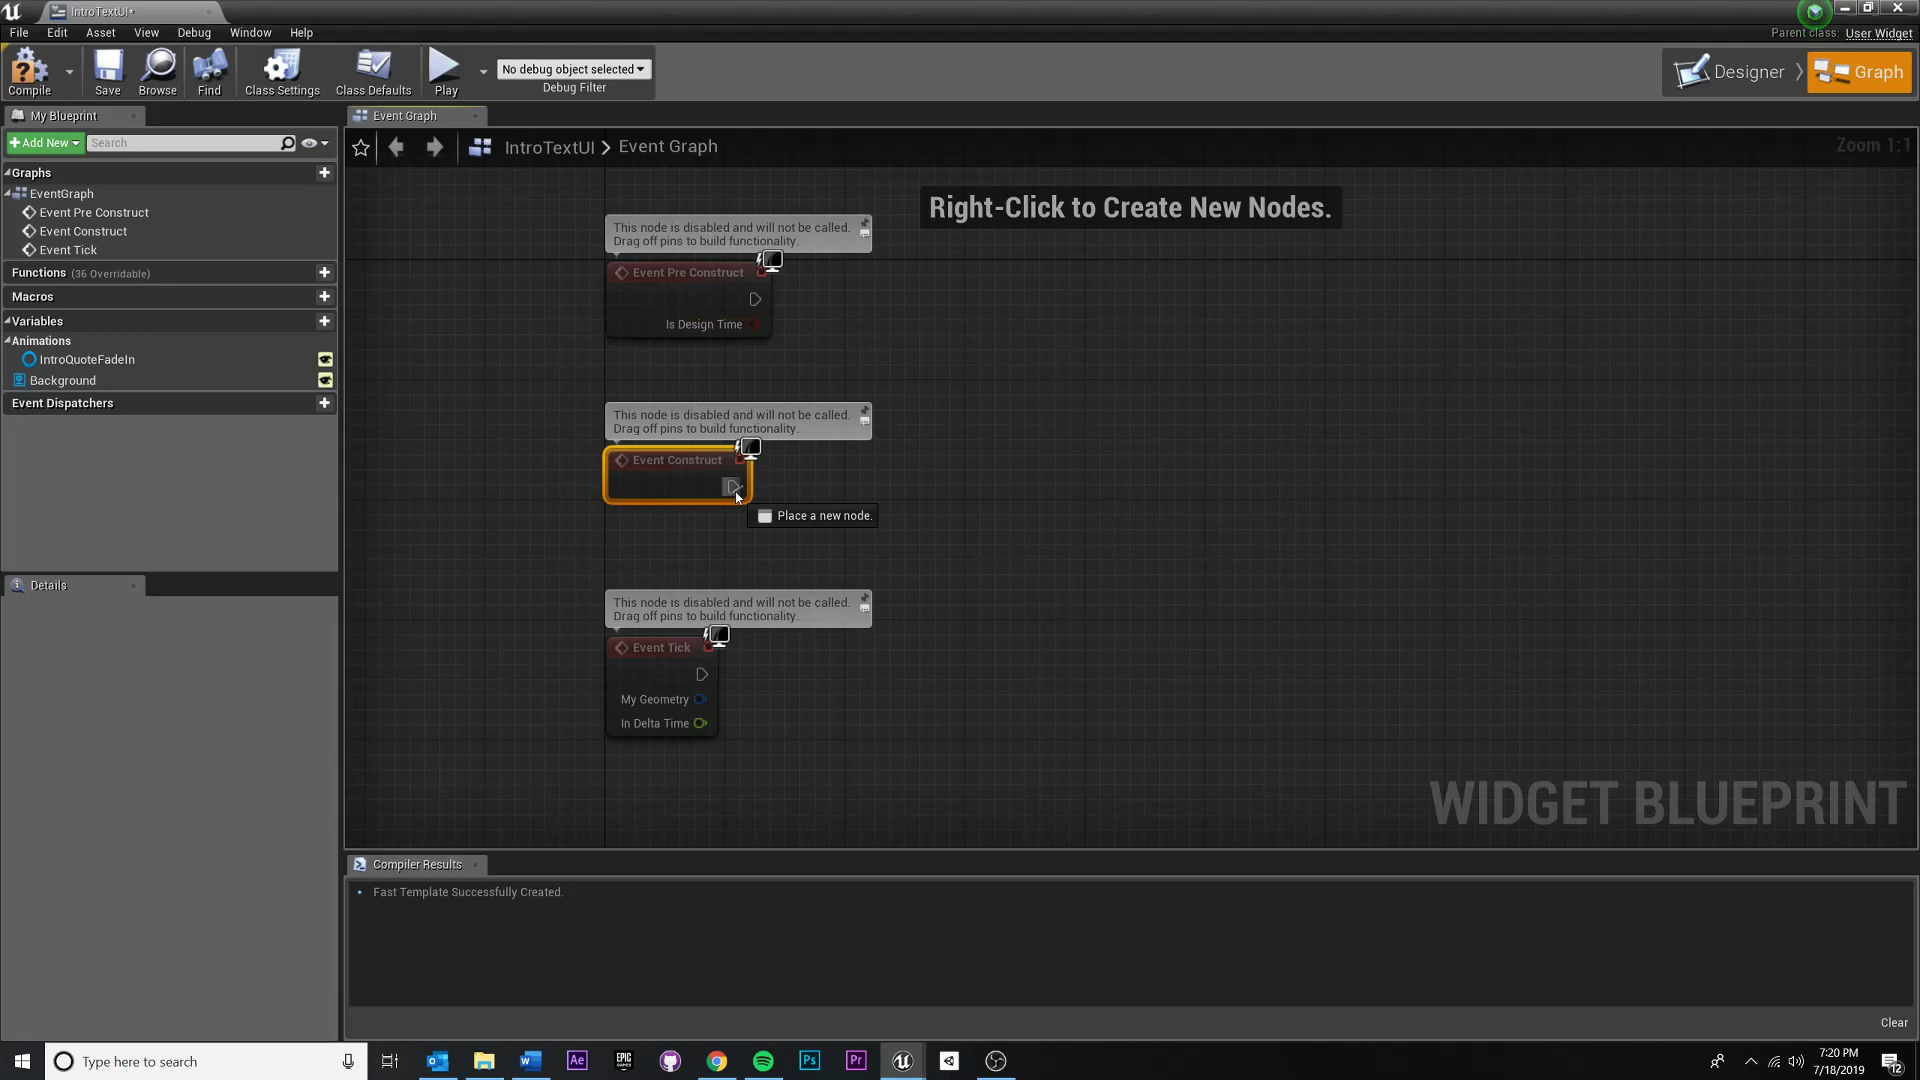 IntroTextUI*
File Edit Asset View Debug Window Help
Parent class: User Widget
Compile Save Browse Find Class Settings Class Defaults Play
No debug object selected
Debug Filter
Designer Graph
My Blueprint
Event Graph
Add New
Search
IntroTextUI > Event Graph
Zoom 1:1
Graphs
EventGraph
Event Pre Construct
Event Construct
Event Tick
Functions (36 Overridable)
Macros
Variables
Animations
IntroQuoteFadeIn
Background
Event Dispatchers
Details
Right-Click to Create New Nodes.
This node is disabled and will not be called.
Drag off pins to build functionality.
Event Pre Construct
Is Design Time
This node is disabled and will not be called.
Drag off pins to build functionality.
Event Construct
Place a new node.
This node is disabled and will not be called.
Drag off pins to build functionality.
Event Tick
My Geometry
In Delta Time
WIDGET BLUEPRINT
Compiler Results
Fast Template Successfully Created.
Clear
Type here to search
Ae
EPIC GAMES
Ps
Pr
7:20 PM
7/18/2019
12